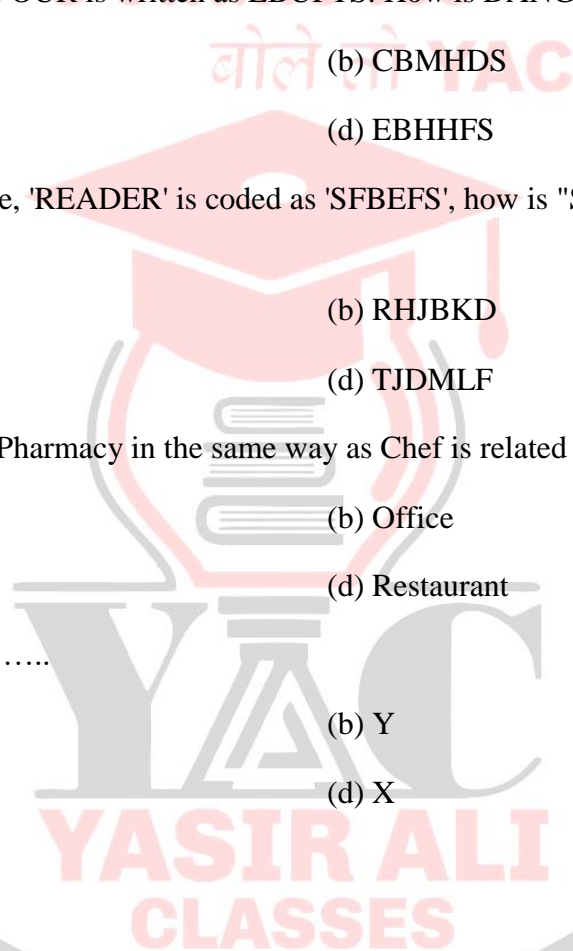 OUR is written as EDCFTS. How is DANG
बोले तो YAC
(b) CBMHDS
(d) EBHHFS
'READER' is coded as 'SFBEFS', how is "S
(b) RHJBKD
(d) TJDMLF
Pharmacy in the same way as Chef is related
(b) Office
(d) Restaurant
…..
(b) Y
(d) X
YAC
YASIR ALI
CLASSES